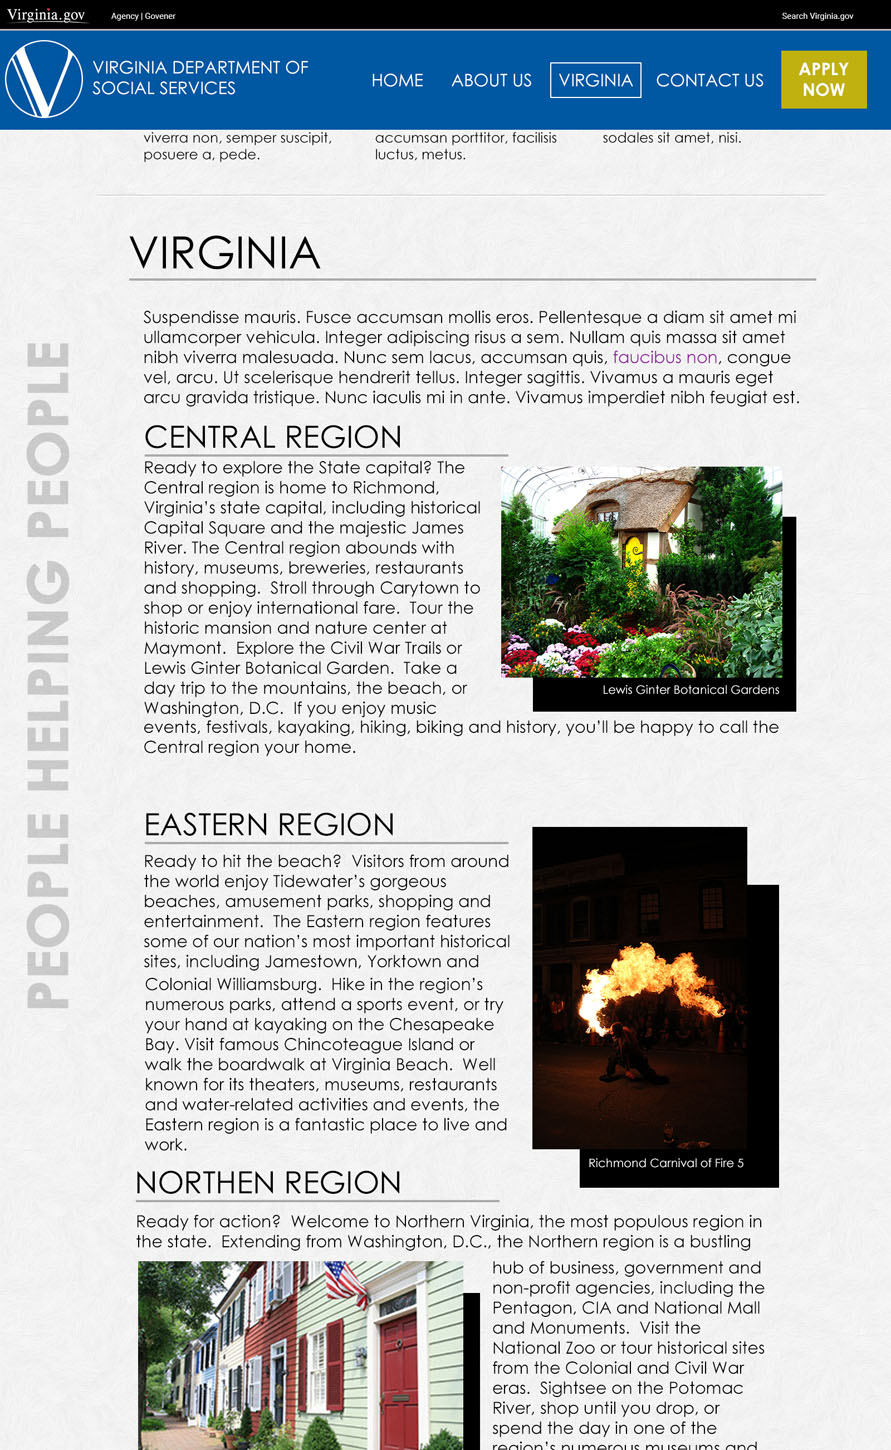 Virginia.gov
Agency | Govener
Search Virginia.gov
VIRGINIA DEPARTMENT OF
SOCIAL SERVICES
HOME
ABOUT US
VIRGINIA
CONTACT US
APPLY
NOW
viverra non, semper suscipit,
posuere a, pede.
accumsan porttitor, facilisis
luctus, metus.
sodales sit amet, nisi.
PEOPLE HELPING PEOPLE
VIRGINIA
Suspendisse mauris. Fusce accumsan mollis eros. Pellentesque a diam sit amet mi
ullamcorper vehicula. Integer adipiscing risus a sem. Nullam quis massa sit amet
nibh viverra malesuada. Nunc sem lacus, accumsan quis, faucibus non, congue
vel, arcu. Ut scelerisque hendrerit tellus. Integer sagittis. Vivamus a mauris eget
arcu gravida tristique. Nunc iaculis mi in ante. Vivamus imperdiet nibh feugiat est.
CENTRAL REGION
Ready to explore the State capital? The
Central region is home to Richmond,
Virginia's state capital, including historical
Capital Square and the majestic James
River. The Central region abounds with
history, museums, breweries, restaurants
and shopping.  Stroll through Carytown to
shop or enjoy international fare.  Tour the
historic mansion and nature center at
Maymont.  Explore the Civil War Trails or
Lewis Ginter Botanical Garden.  Take a
day trip to the mountains, the beach, or
Washington, D.C.  If you enjoy music
events, festivals, kayaking, hiking, biking and history, you'll be happy to call the
Central region your home.
Lewis Ginter Botanical Gardens
EASTERN REGION
Ready to hit the beach?  Visitors from around
the world enjoy Tidewater's gorgeous
beaches, amusement parks, shopping and
entertainment.  The Eastern region features
some of our nation's most important historical
sites, including Jamestown, Yorktown and
Colonial Williamsburg.  Hike in the region's
numerous parks, attend a sports event, or try
your hand at kayaking on the Chesapeake
Bay. Visit famous Chincoteague Island or
walk the boardwalk at Virginia Beach.  Well
known for its theaters, museums, restaurants
and water-related activities and events, the
Eastern region is a fantastic place to live and
work.
Richmond Carnival of Fire 5
NORTHEN REGION
Ready for action?  Welcome to Northern Virginia, the most populous region in
the state.  Extending from Washington, D.C., the Northern region is a bustling
hub of business, government and
non-profit agencies, including the
Pentagon, CIA and National Mall
and Monuments.  Visit the
National Zoo or tour historical sites
from the Colonial and Civil War
eras.  Sightsee on the Potomac
River, shop until you drop, or
spend the day in one of the
region's numerous museums and